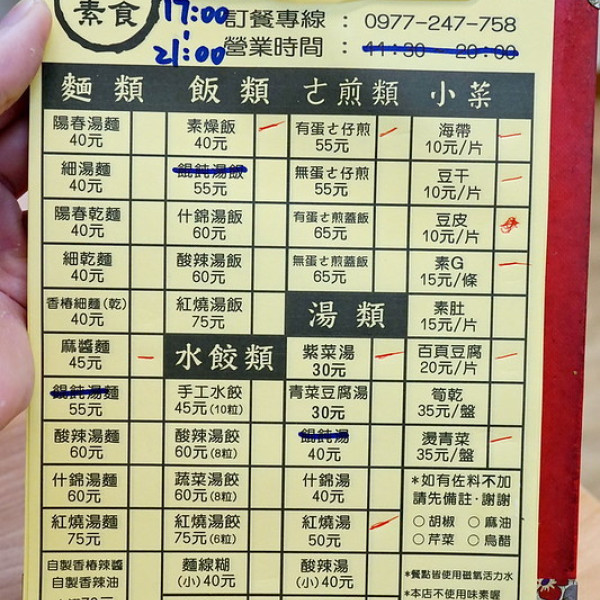 素食
17:00
21:00
訂餐專線：0977-247-758
營業時間：11:30 - 20:00
麵類
陽春湯麵
40元
細湯麵
40元
陽春乾麵
40元
細乾麵
40元
香椿細麵(乾)
40元
麻醬麵
45元
餛飩湯麵
55元
酸辣湯麵
60元
什錦湯麵
60元
紅燒湯麵
75元
自製香椿辣醬
自製香辣油
飯類
素燥飯
40元
餛飩湯飯
55元
什錦湯飯
60元
酸辣湯飯
60元
紅燒湯飯
75元
水餃類
手工水餃
45元(10粒)
酸辣湯餃
60元(8粒)
蔬菜湯餃
60元(8粒)
紅燒湯餃
75元(6粒)
麵線糊
(小)40元
ㄜ煎類
有蛋ㄜ仔煎
55元
無蛋ㄜ仔煎
55元
有蛋ㄜ煎蓋飯
65元
無蛋ㄜ煎蓋飯
65元
湯類
紫菜湯
30元
青菜豆腐湯
30元
餛飩湯
40元
什錦湯
40元
紅燒湯
50元
酸辣湯
(小)40元
小菜
海帶
10元/片
豆干
10元/片
豆皮
10元/片
素G
15元/條
素肚
15元/片
百頁豆腐
20元/片
筍乾
35元/盤
燙青菜
35元/盤
*如有佐料不加
請先備註·謝謝
○胡椒 ○麻油
○芹菜 ○烏醋
*餐點皆使用磁氧活力水
*本店不使用味素喔